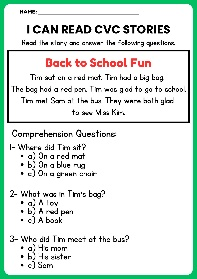 NAME:
I CAN READ CVC STORIES
Read the story and answer the following questions.
Back to School Fun
Tim sat on a red mat. Tim had a big bag.
The bag had a red pen. Tim was glad to go to school.
Tim met Sam at the bus. They were both glad
to see Miss Kim.
Comprehension Questions:
1- Where did Tim sit?
• a) On a red mat
• b) On a blue rug
• c) On a green chair
2- What was in Tim's bag?
• a) A toy
• b) A red pen
• c) A book
3- Who did Tim meet at the bus?
• a) His mom
• b) His sister
• c) Sam